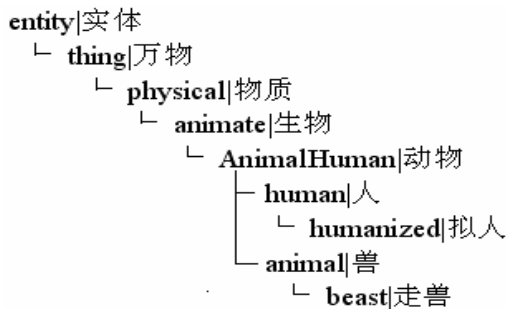 entity|实体
thing|万物
physical|物质
animate|生物
AnimalHuman|动物
human|人
humanized|拟人
animal|兽
beast|走兽